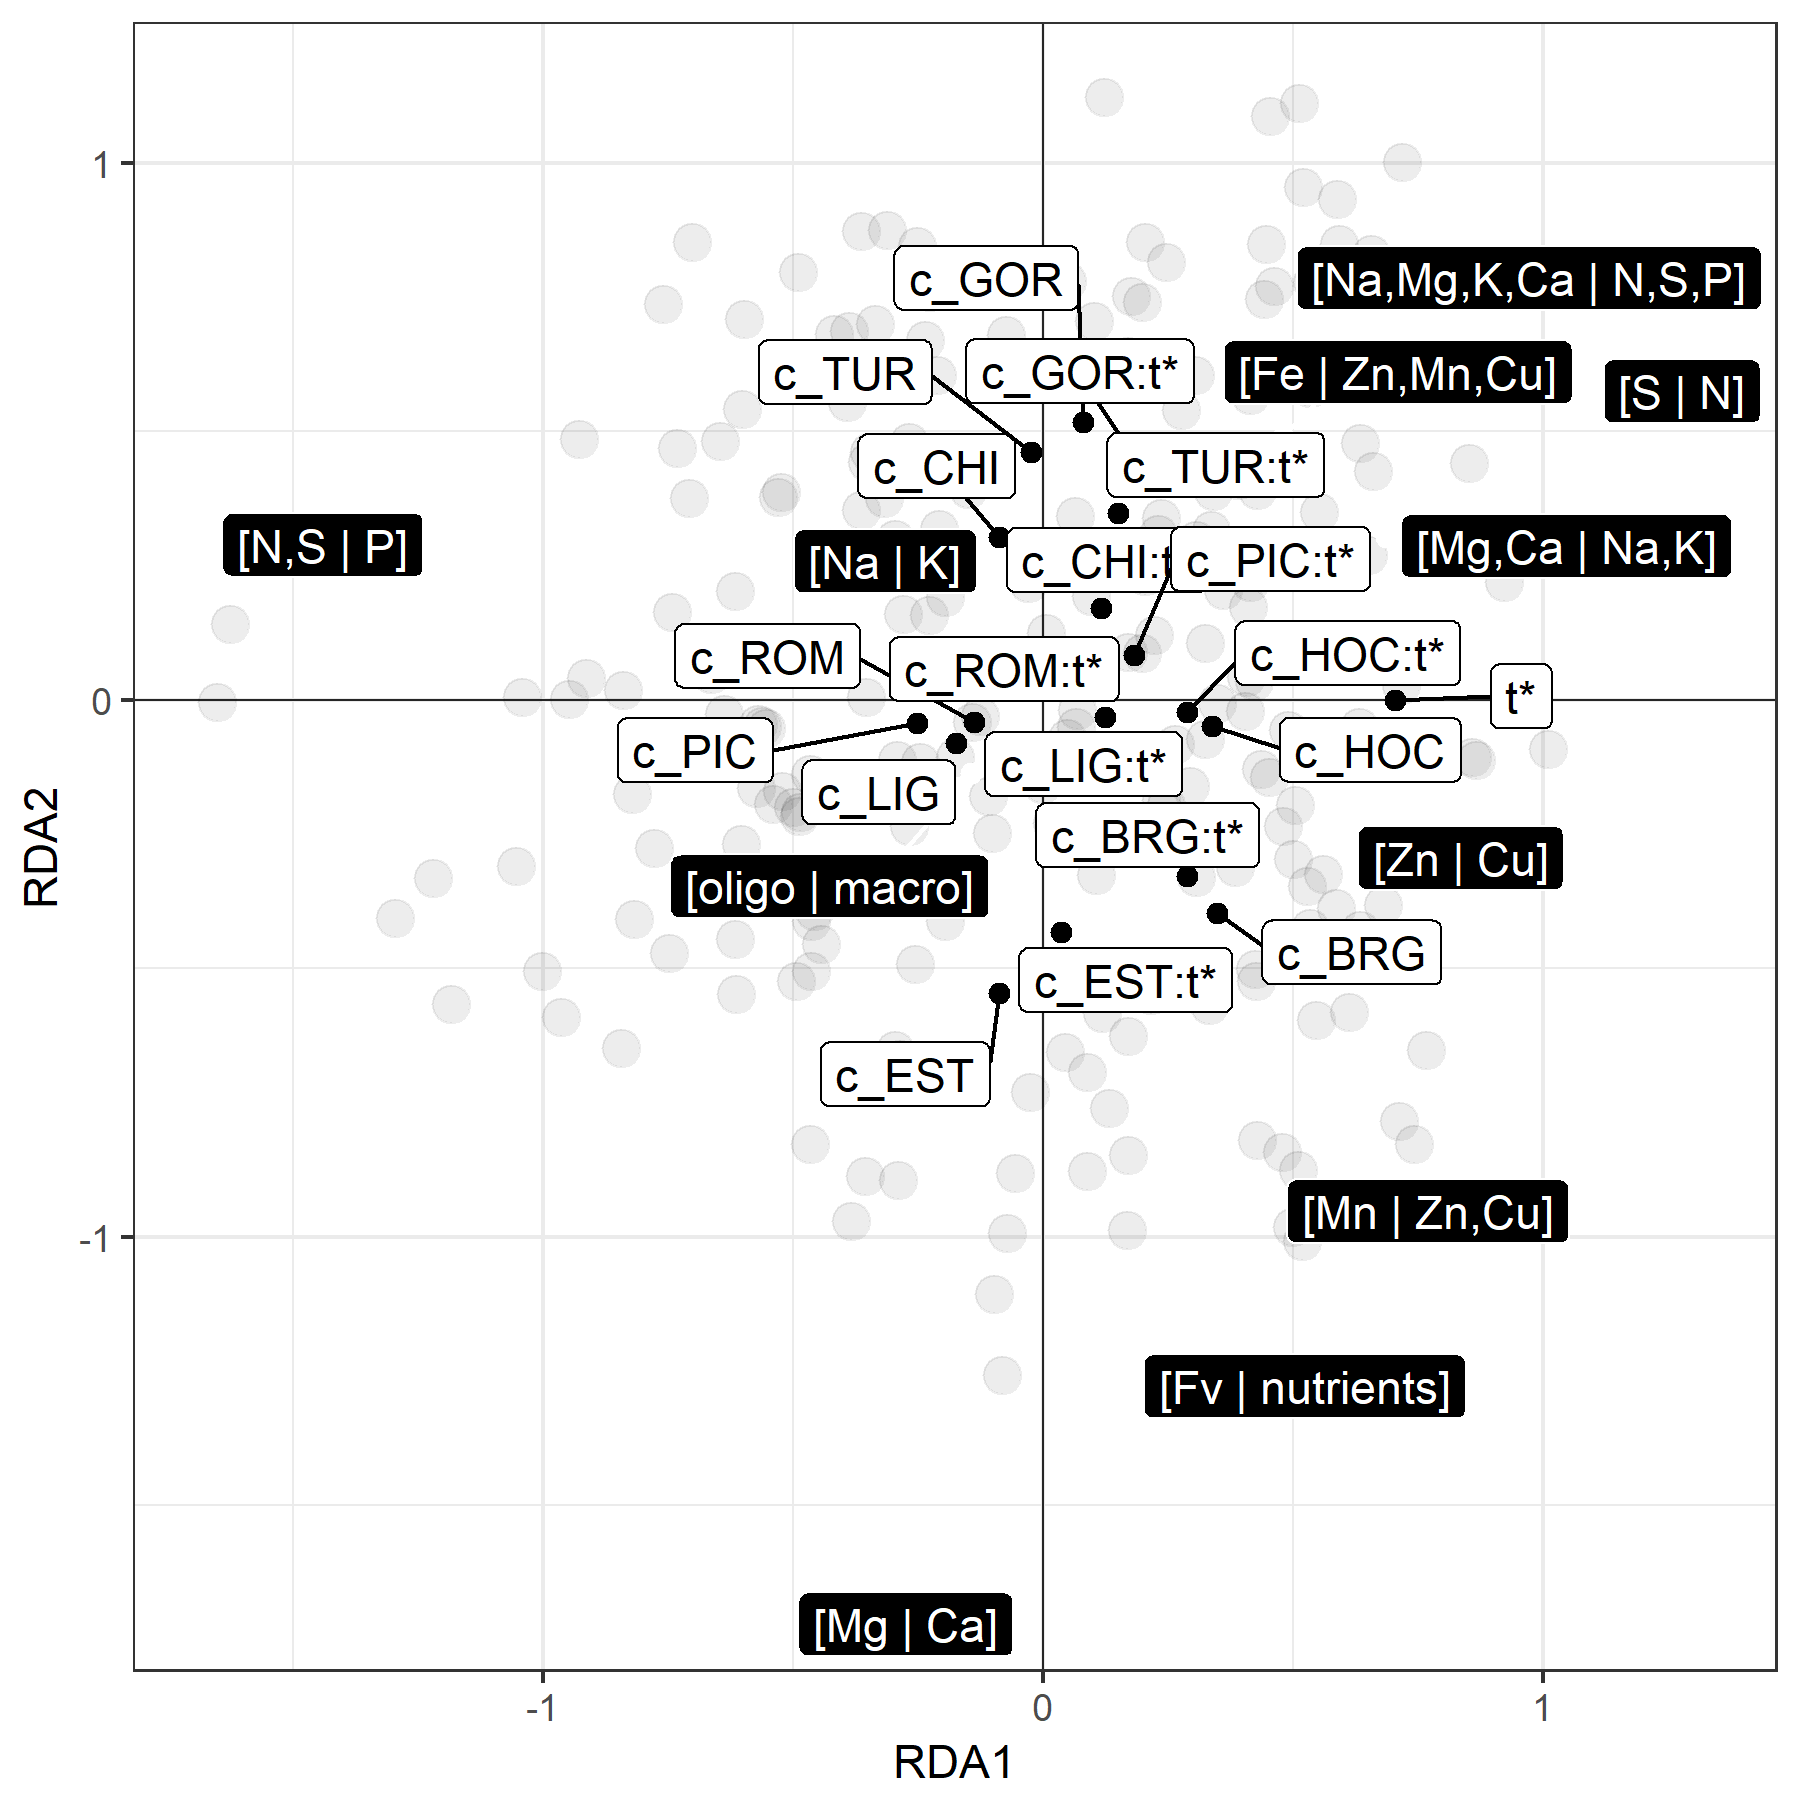 c_GOR
[Na,Mg,K,Ca | N,S,P]
c_TUR
c_GOR:t*
[Fe | Zn,Mn,Cu]
[S | N]
c_CHI
c_TUR:t*
[N,S | P]
[Na | K]
c_CHI:t
c_PIC:t*
[Mg,Ca | Na,K]
c_ROM
c_ROM:t*
c_HOC:t*
t*
c_PIC
c_LIG
c_LIG:t*
c_HOC
c_BRG:t*
[Zn | Cu]
[oligo | macro]
c_BRG
c_EST:t*
c_EST
[Mn | Zn,Cu]
[Fv | nutrients]
[Mg | Ca]
1
0
-1
RDA2
-1
0
1
RDA1